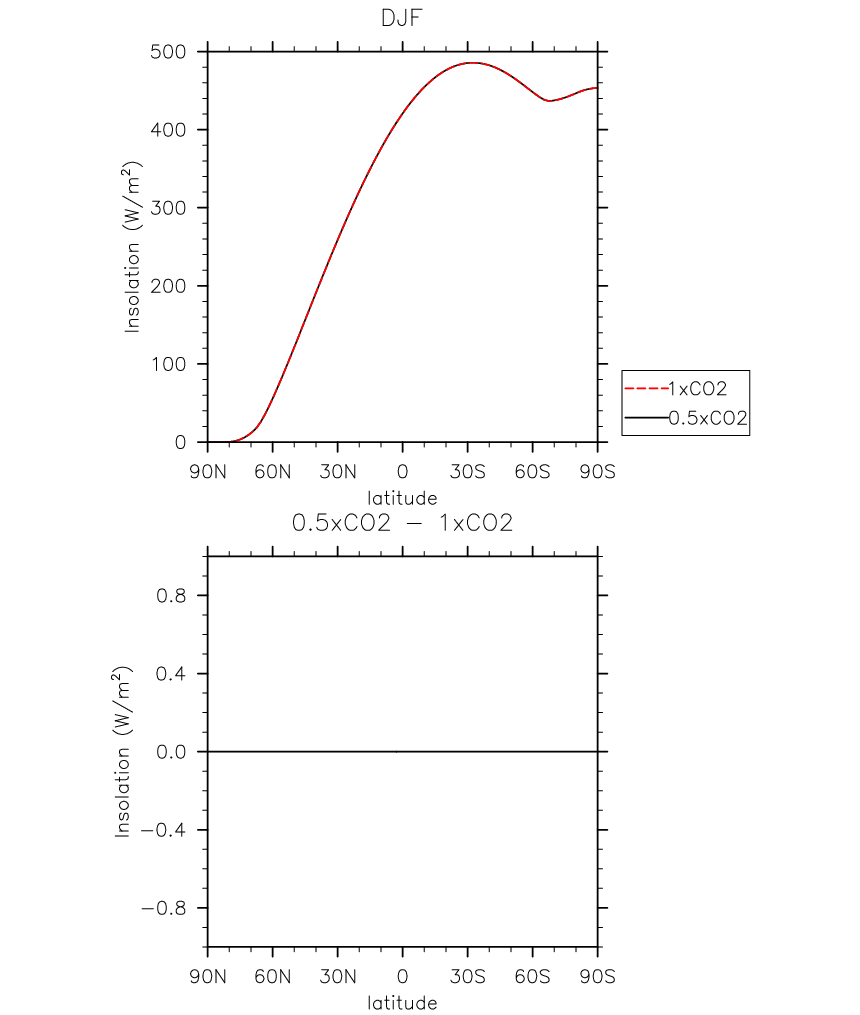 DJF
500
400
300
200
100
0
Insolation (W/m²)
90N 60N 30N 0 30S 60S 90S
latitude
1xCO2
0.5xCO2
0.5xCO2 − 1xCO2
0.8
0.4
0.0
−0.4
−0.8
Insolation (W/m²)
90N 60N 30N 0 30S 60S 90S
latitude